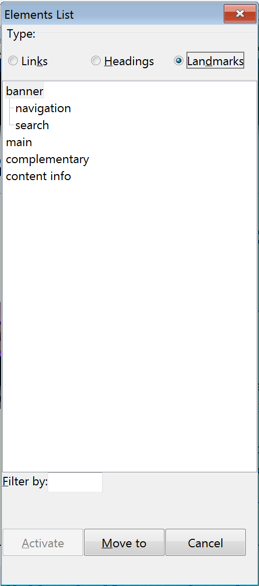 Elements List
Type:
Links Headings Landmarks
banner
navigation
search
main
complementary
content info
Filter by:
Activate Move to Cancel